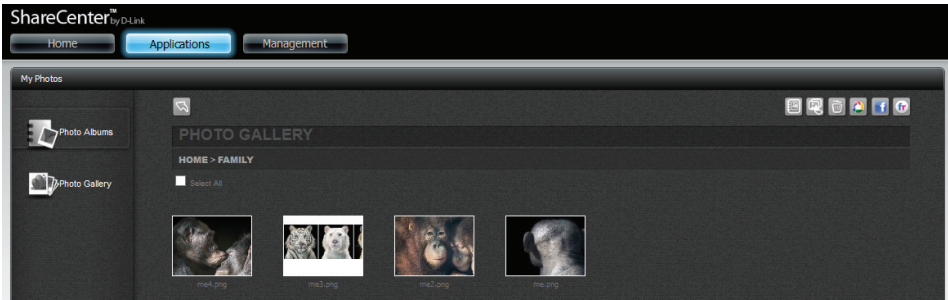 ShareCenter™ by D-Link
Home Applications Management
My Photos
Photo Albums
PHOTO GALLERY
HOME > FAMILY
Photo Gallery
Select All
me4.png me3.png me2.png me.png